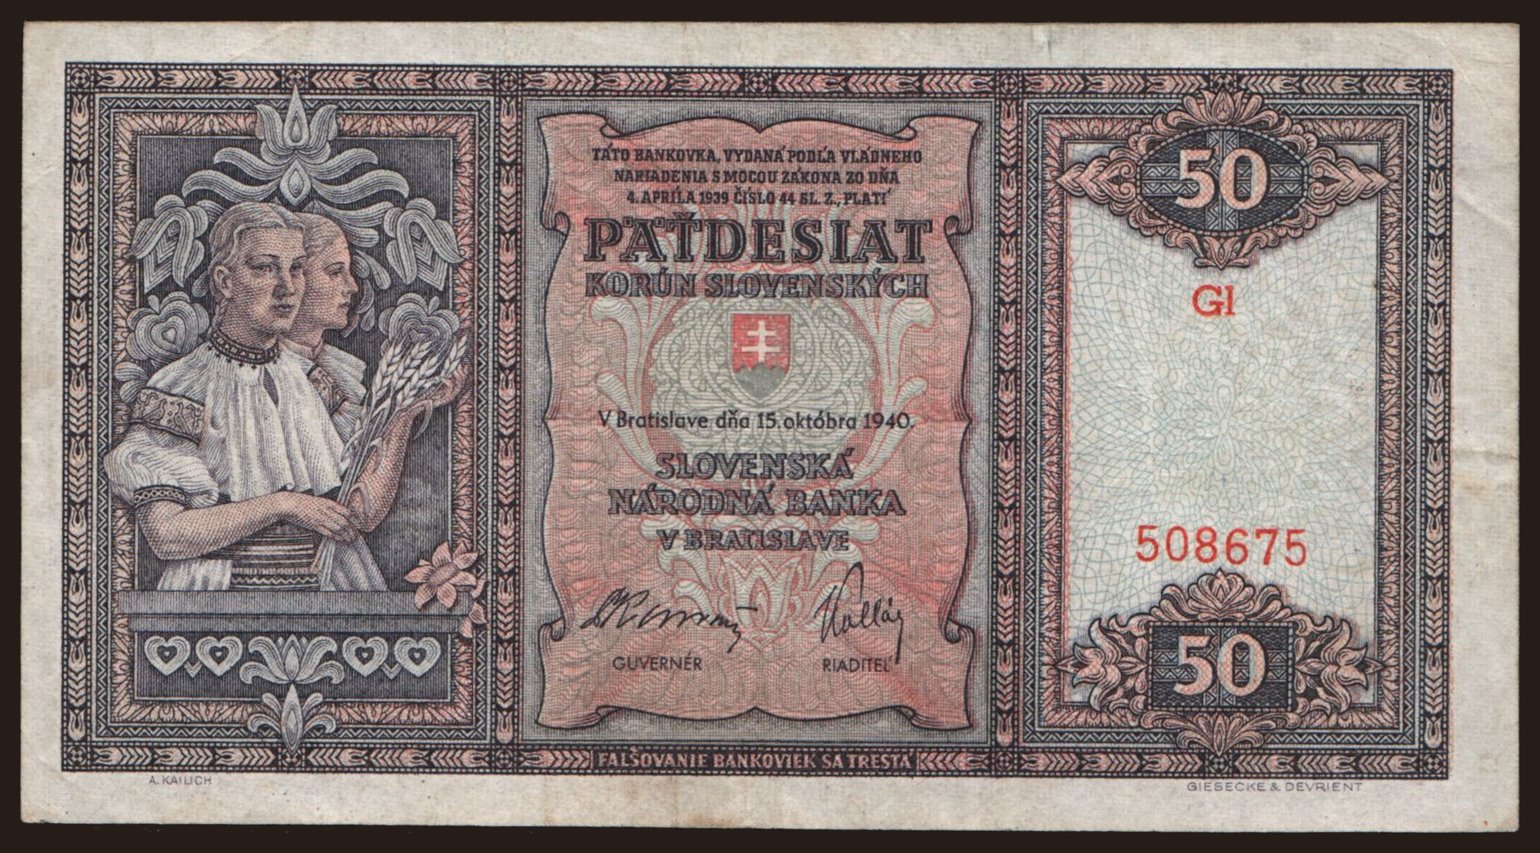 TÁTO BANKOVKA, VYDANÁ PODĽA VLÁDNEHO
NARIADENIA S MOCOU ZÁKONA ZO DŇA
4. APRÍLA 1939 ČÍSLO 44 SL. Z., PLATÍ
PÄŤDESIAT
KORÚN SLOVENSKÝCH
V Bratislave dňa 15. októbra 1940.
SLOVENSKÁ
NÁRODNÁ BANKA
V BRATISLAVE
GUVERNÉR RIADITEĽ
FALŠOVANIE BANKOVIEK SA TRESTÁ
50
Gl
508675
50
GIESECKE & DEVRIENT